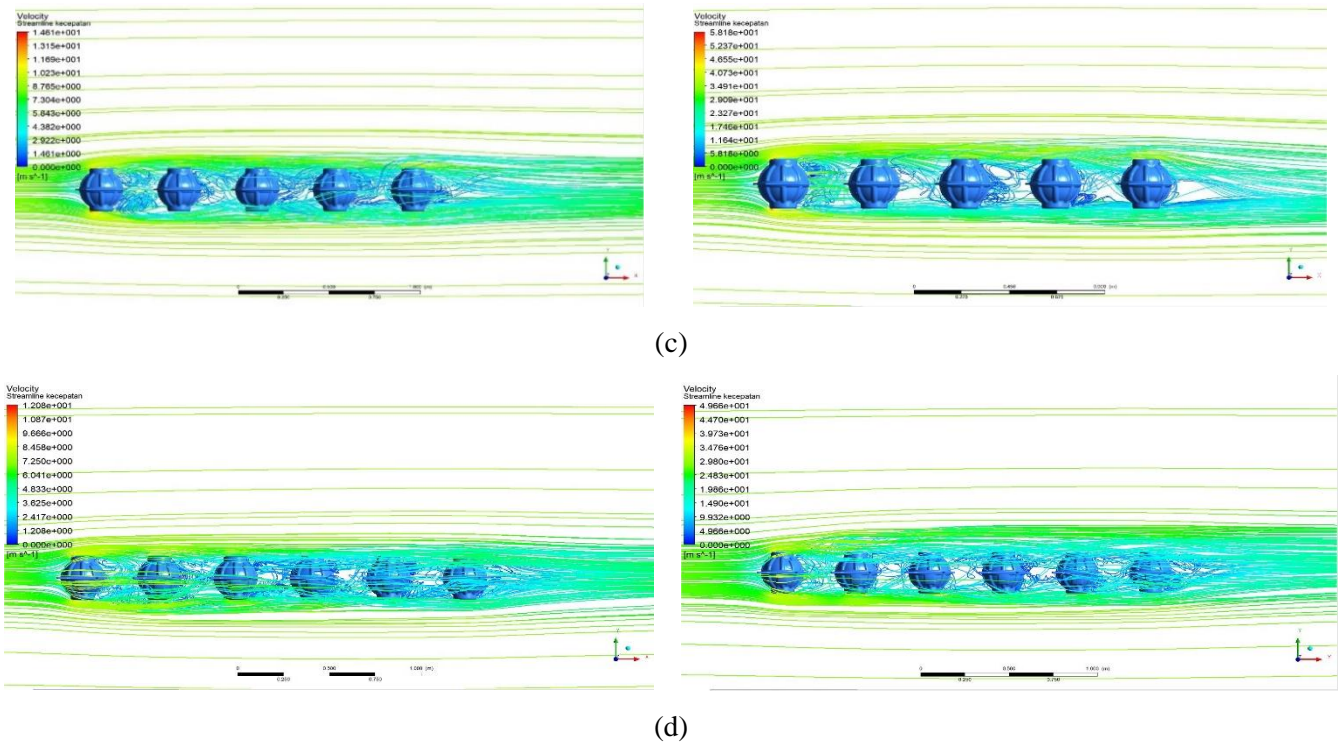 Velocity
Streamline kecepatan
1.461e+001
1.315e+001
1.169e+001
1.023e+001
8.765e+000
7.304e+000
5.843e+000
4.382e+000
2.922e+000
1.461e+000
0.000e+000
[m s^-1]
Velocity
Streamline kecepatan
5.818e+001
5.237e+001
4.655e+001
4.073e+001
3.491e+001
2.909e+001
2.327e+001
1.746e+001
1.164e+001
5.818e+000
0.000e+000
[m s^-1]
(c)
Velocity
Streamline kecepatan
1.208e+001
1.087e+001
9.666e+000
8.458e+000
7.250e+000
6.041e+000
4.833e+000
3.625e+000
2.417e+000
1.208e+000
0.000e+000
[m s^-1]
0
0.500
1.000 (m)
0.250
0.750
Velocity
Streamline kecepatan
4.966e+001
4.470e+001
3.973e+001
3.476e+001
2.980e+001
2.483e+001
1.986e+001
1.490e+001
9.932e+000
4.966e+000
0.000e+000
[m s^-1]
0
0.500
1.000 (m)
0.250
0.750
(d)